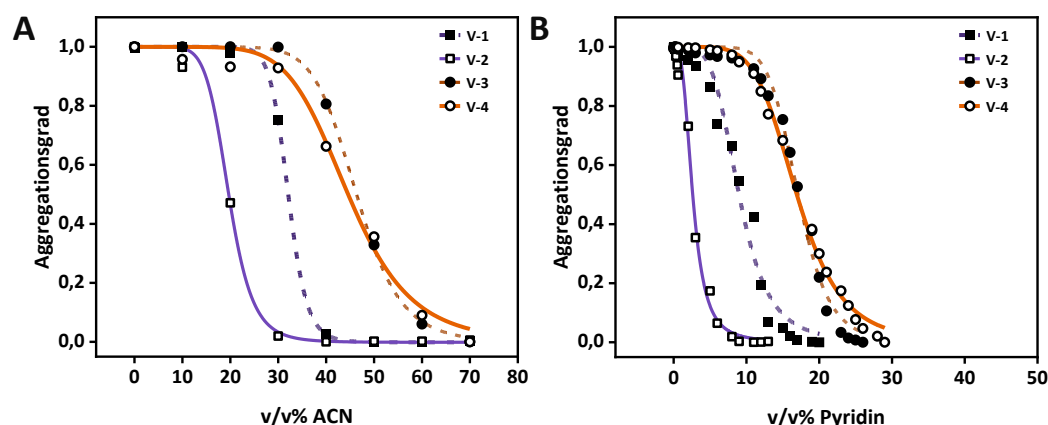 A
V-1
V-2
V-3
V-4
Aggregationsgrad
1,0
0,8
0,6
0,4
0,2
0,0
0 10 20 30 40 50 60 70 80
v/v% ACN
B
V-1
V-2
V-3
V-4
Aggregationsgrad
1,0
0,8
0,6
0,4
0,2
0,0
0 10 20 30 40 50
v/v% Pyridin